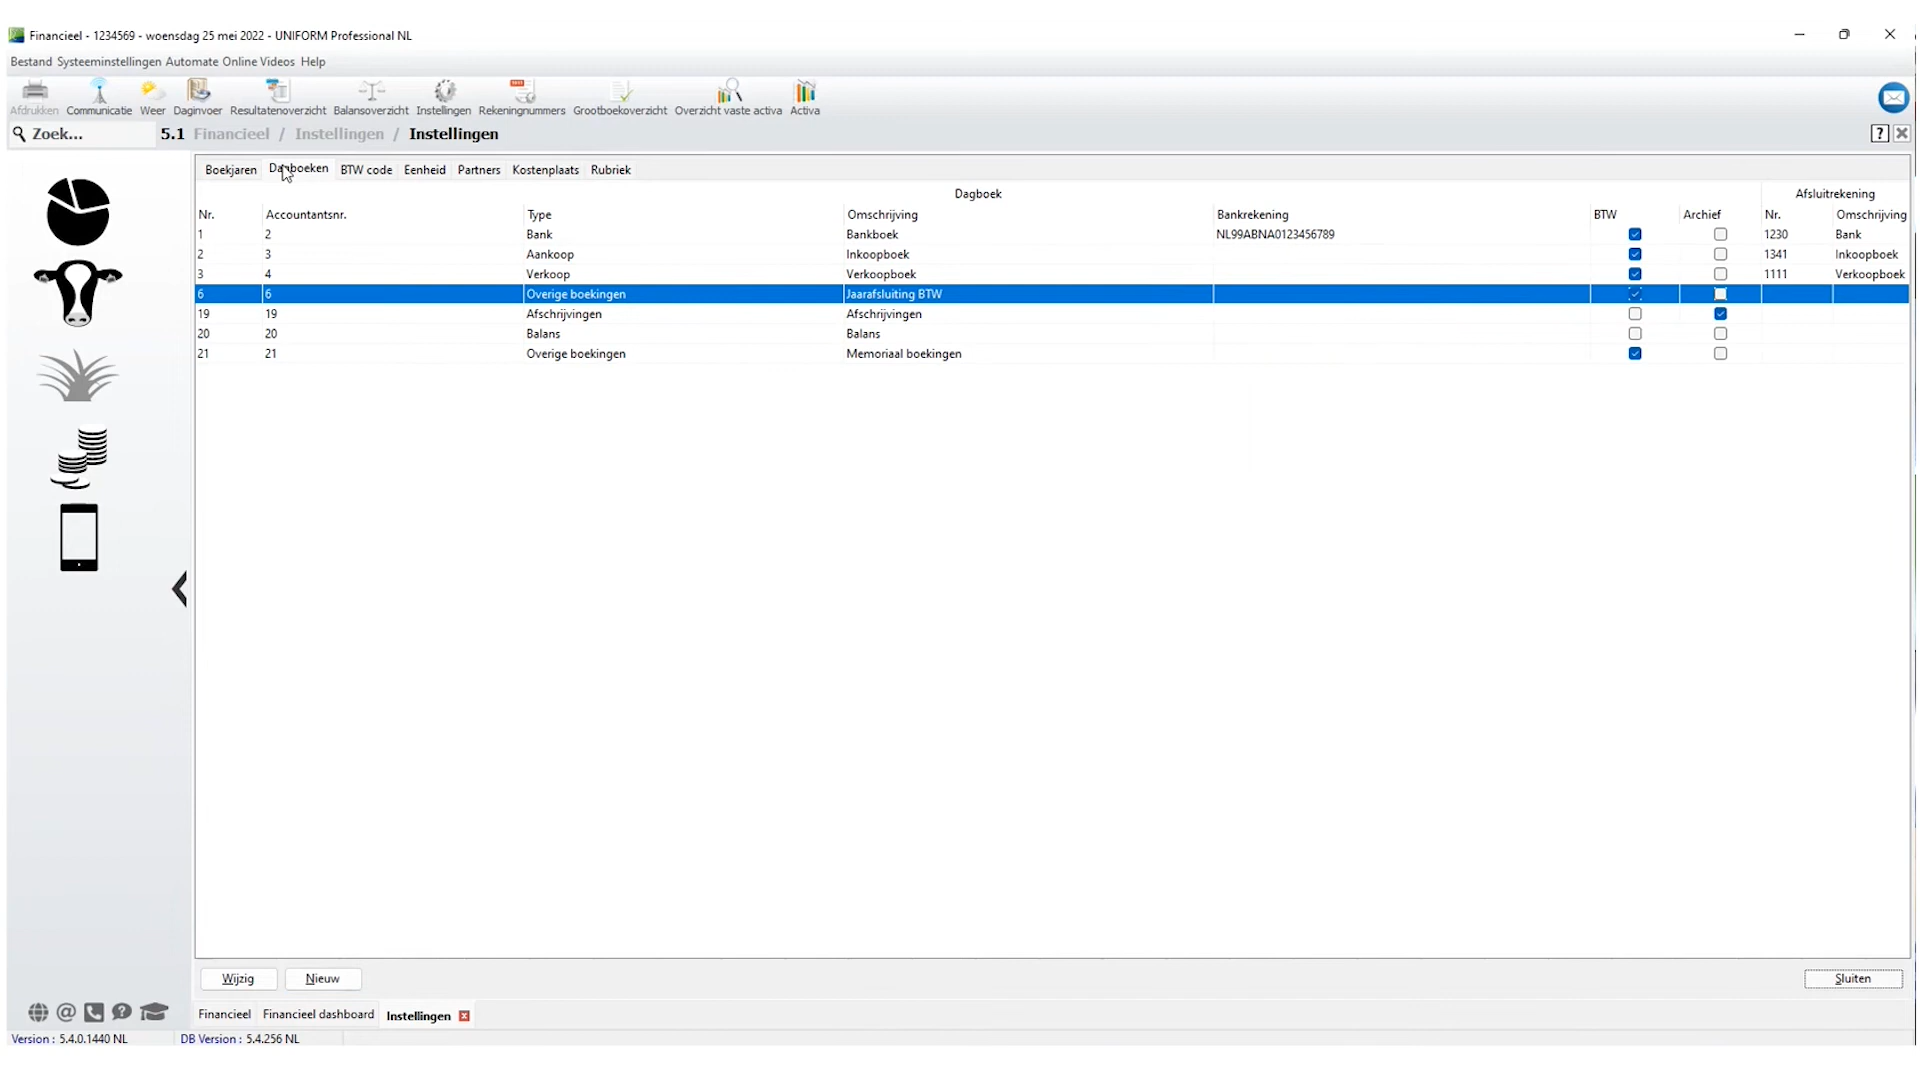 Financieel - 1234569 - woensdag 25 mei 2022 - UNIFORM Professional NL
Bestand Systeeminstellingen Automate Online Videos Help
Afdrukken Communicatie Weer Daginvoer Resultatenoverzicht Balansoverzicht Instellingen Rekeningnummers Grootboekoverzicht Overzicht vaste activa Activa
Zoek... 5.1 Financieel / Instellingen / Instellingen ?
Boekjaren Dagboeken BTW code Eenheid Partners Kostenplaats Rubriek
Dagboek Afsluitrekening
Nr. Accountantsnr. Type Omschrijving Bankrekening BTW Archief Nr. Omschrijving
1 2 Bank Bankboek NL99ABNA0123456789 1230 Bank
2 3 Aankoop Inkoopboek 1341 Inkoopboek
3 4 Verkoop Verkoopboek 1111 Verkoopboek
6 6 Overige boekingen Jaarafsluiting BTW
19 19 Afschrijvingen Afschrijvingen
20 20 Balans Balans
21 21 Overige boekingen Memoriaal boekingen
Wijzig Nieuw Sluiten
Financieel Financieel dashboard Instellingen
Version : 5.4.0.1440 NL DB Version : 5.4.256 NL